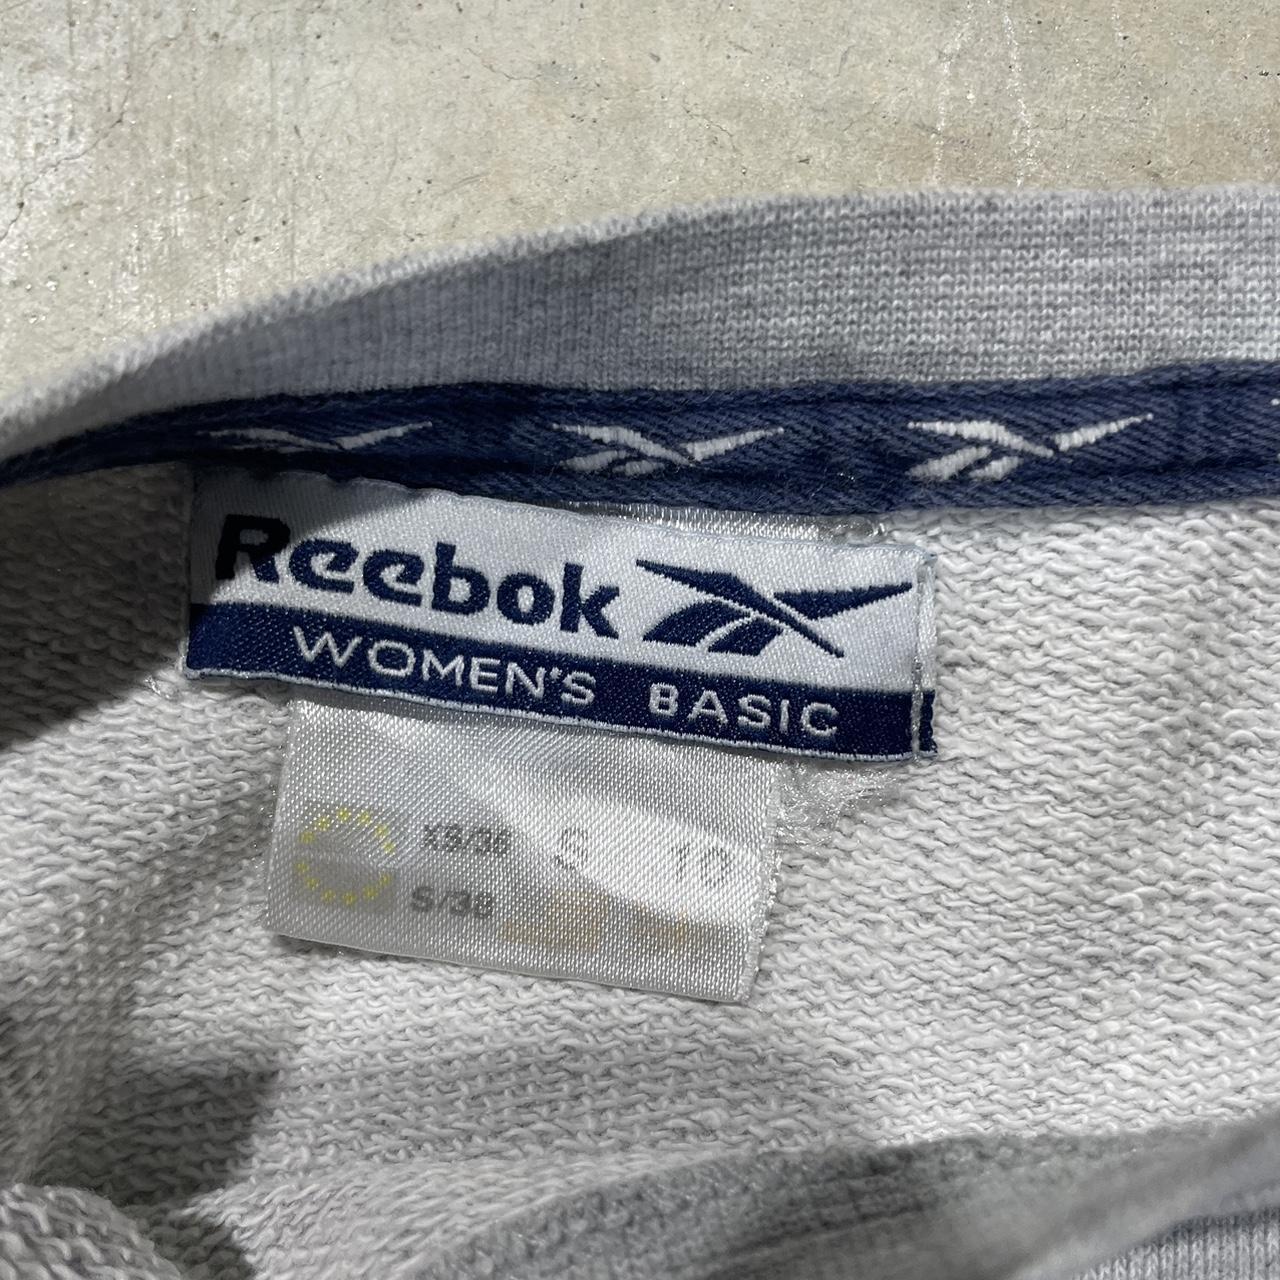 Reebok
WOMEN'S BASIC
XS/36 S 10
S/38